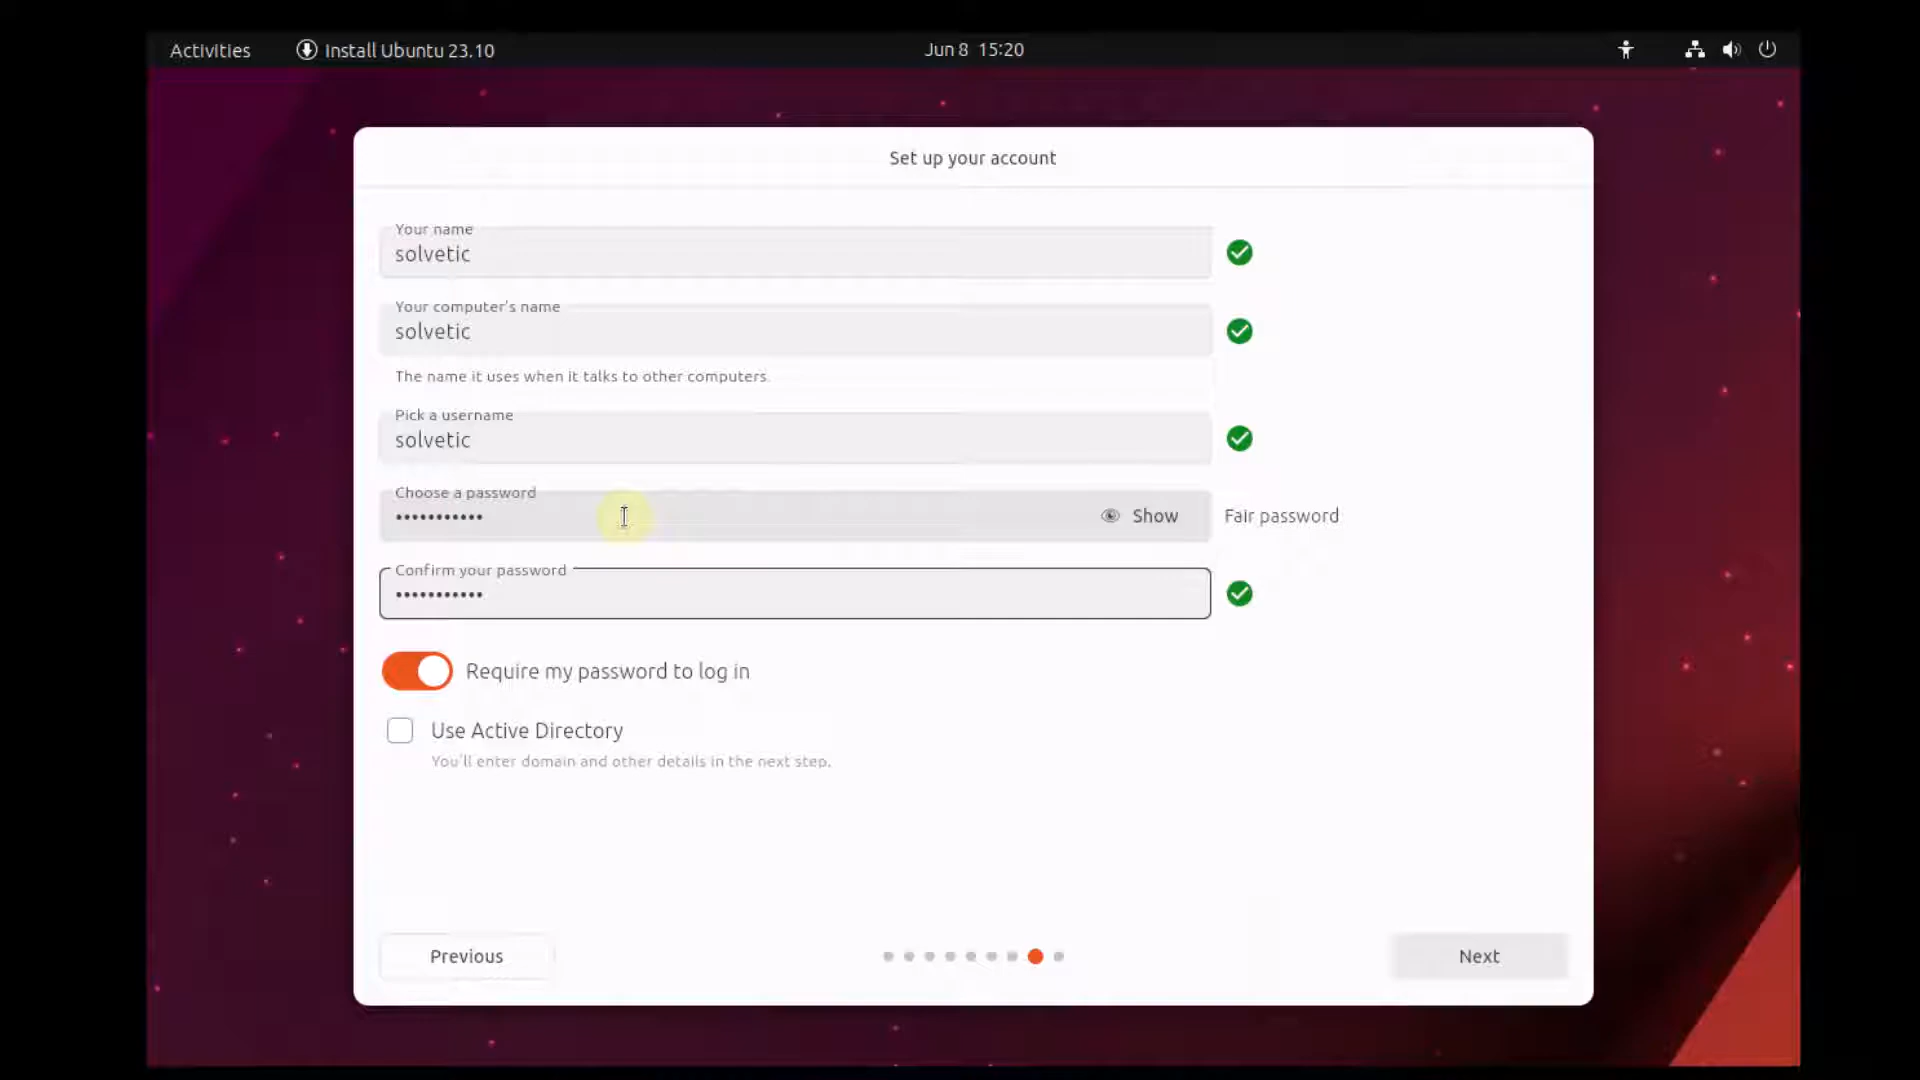 Activities
Install Ubuntu 23.10
Jun 8 15:20
Set up your account
Your name
solvetic
Your computer's name
solvetic
The name it uses when it talks to other computers.
Pick a username
solvetic
Choose a password
•••••••••••
Show
Fair password
Confirm your password
•••••••••••
Require my password to log in
Use Active Directory
You'll enter domain and other details in the next step.
Previous
Next